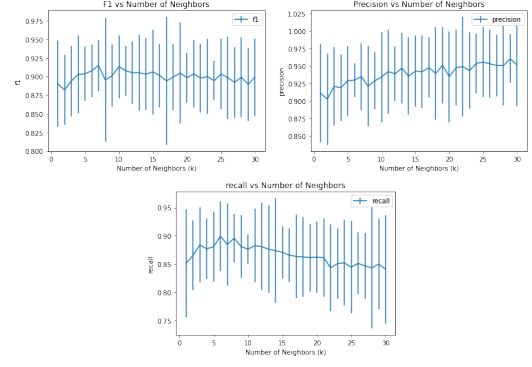 F1 vs Number of Neighbors
f1
0.975
0.950
0.925
0.900
0.875
0.850
0.825
0.800
f1
0 5 10 15 20 25 30
Number of Neighbors (k)
Precision vs Number of Neighbors
precision
1.025
1.000
0.975
0.950
0.925
0.900
0.875
0.850
precision
0 5 10 15 20 25 30
Number of Neighbors (k)
recall vs Number of Neighbors
recall
0.95
0.90
0.85
0.80
0.75
recall
0 5 10 15 20 25 30
Number of Neighbors (k)